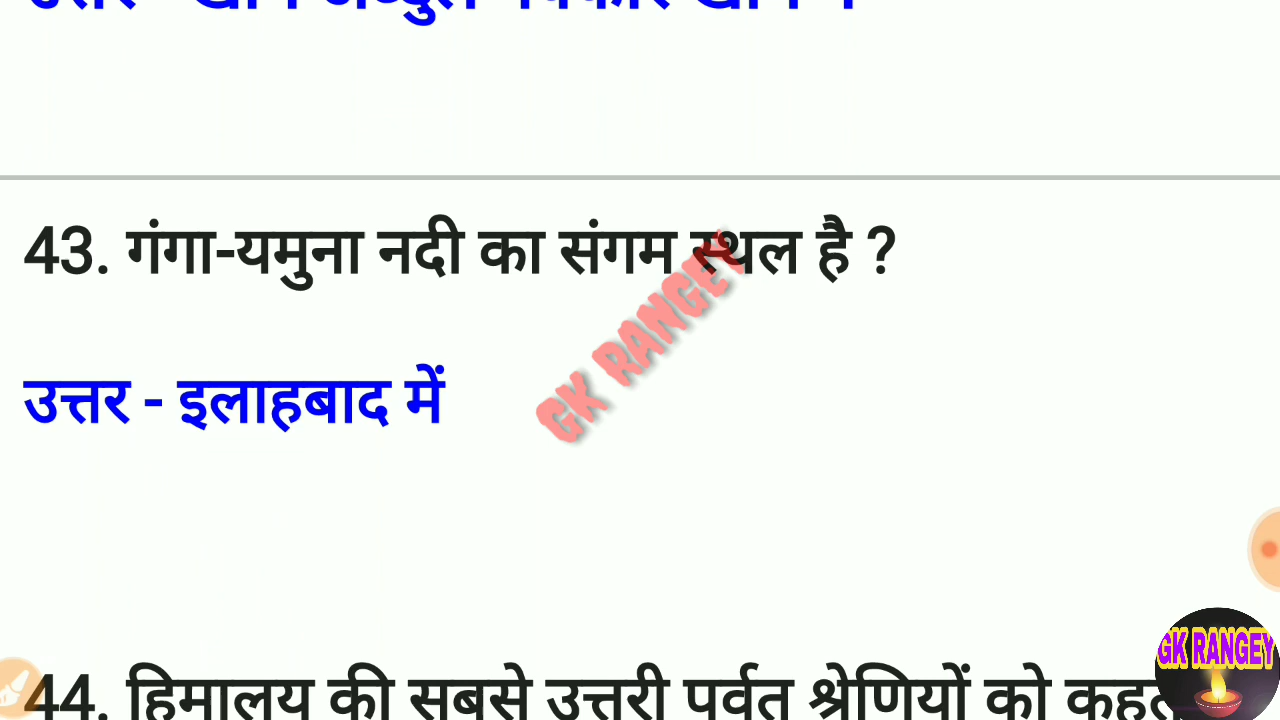 43. गंगा-यमुना नदी का संगम स्थल है ?
GK RANGEY
उत्तर - इलाहबाद में
GK RANGEY
44. हिमालय की सबसे उत्तरी पर्वत श्रेणियों को